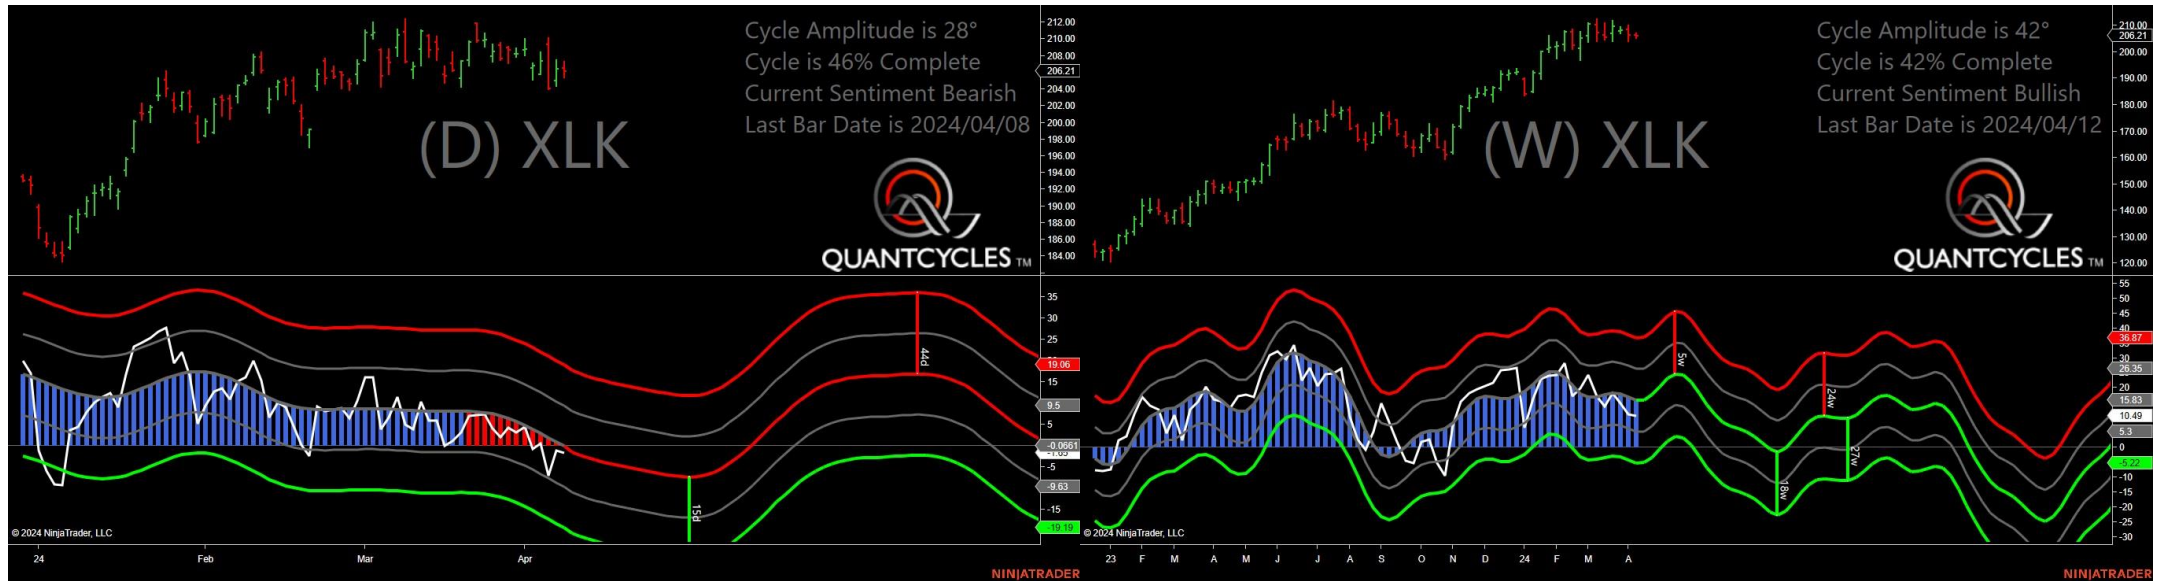 Cycle Amplitude is 28°
Cycle is 46% Complete
Current Sentiment Bearish
Last Bar Date is 2024/04/08
(D) XLK
QUANTCYCLES TM
212.00
210.00
208.00
206.21
204.00
202.00
200.00
198.00
196.00
194.00
192.00
190.00
188.00
186.00
184.00
35
30
25
19.06
15
9.5
5
-0.0661
-5
-9.63
-15
-19.19
44d
15d
© 2024 NinjaTrader, LLC
24 Feb Mar Apr
NINJATRADER
Cycle Amplitude is 42°
Cycle is 42% Complete
Current Sentiment Bullish
Last Bar Date is 2024/04/12
(W) XLK
QUANTCYCLES TM
210.00
206.21
200.00
190.00
180.00
170.00
160.00
150.00
140.00
130.00
120.00
55
50
45
40
36.87
30
26.35
20
15.83
10.49
5.3
0
-5.22
-10
-15
-20
-25
-30
5w
24w
18w
27w
© 2024 NinjaTrader, LLC
23 F M A M J J A S O N D 24 F M A
NINJATRADER